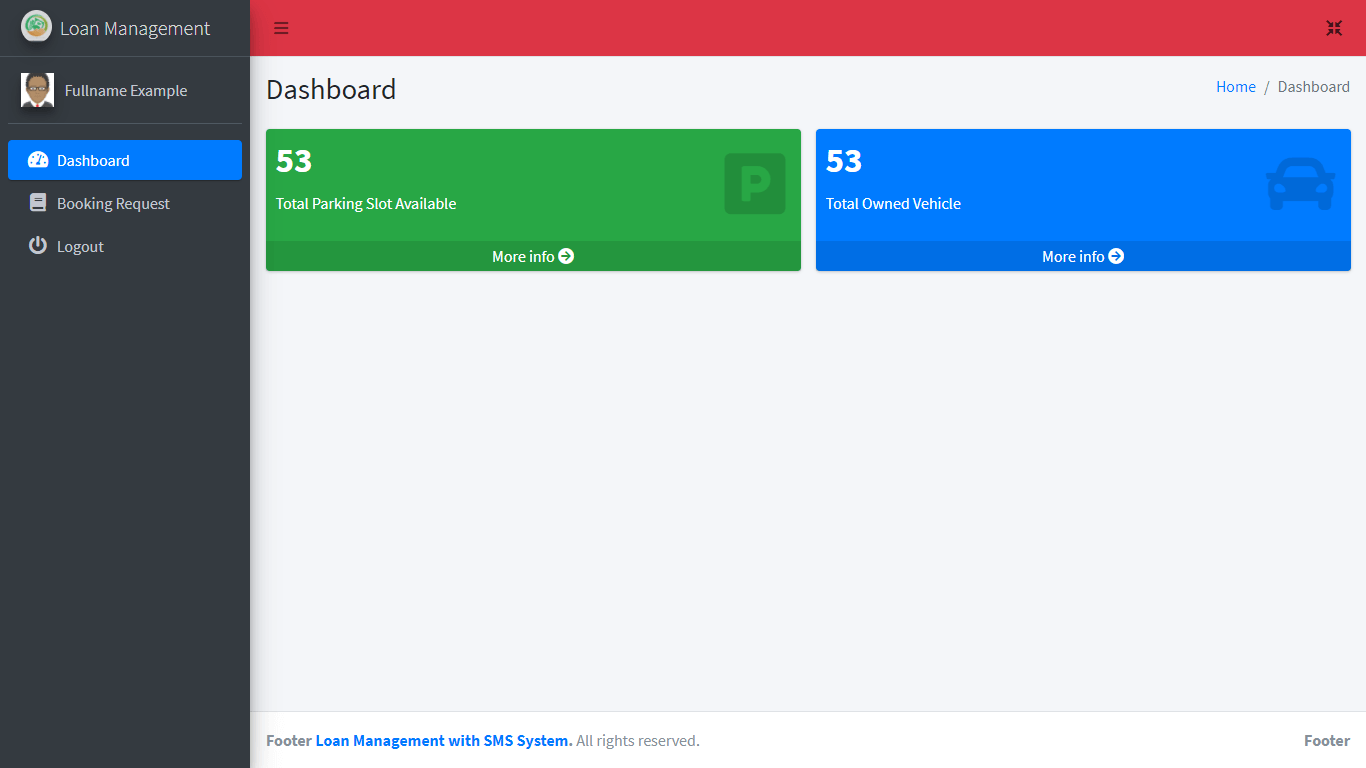 Loan Management
Fullname Example
Dashboard
Booking Request
Logout
Dashboard
Home / Dashboard
53
Total Parking Slot Available
P
More info
53
Total Owned Vehicle
More info
Footer Loan Management with SMS System. All rights reserved.
Footer